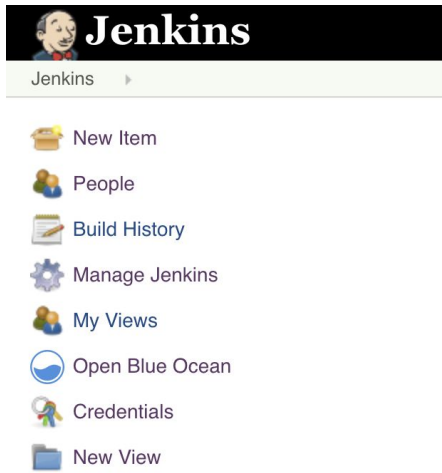 Jenkins
Jenkins
New Item
People
Build History
Manage Jenkins
My Views
Open Blue Ocean
Credentials
New View